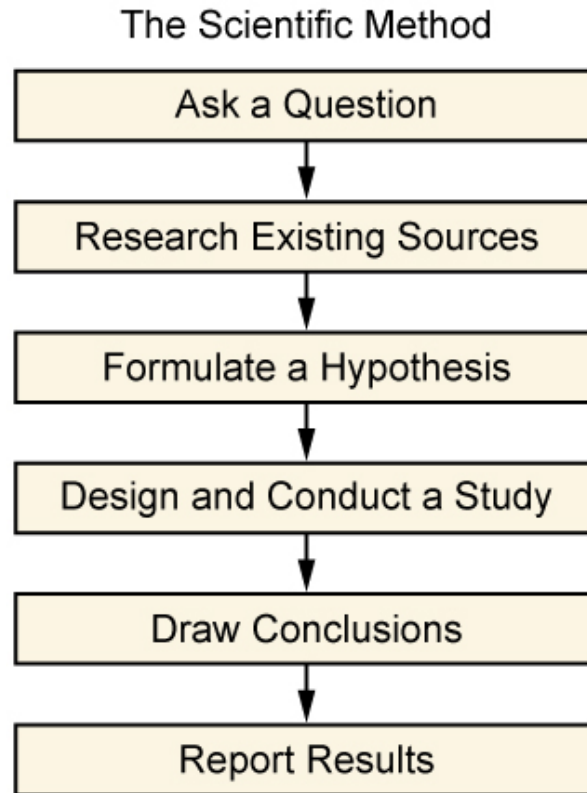 The Scientific Method
Ask a Question
Research Existing Sources
Formulate a Hypothesis
Design and Conduct a Study
Draw Conclusions
Report Results